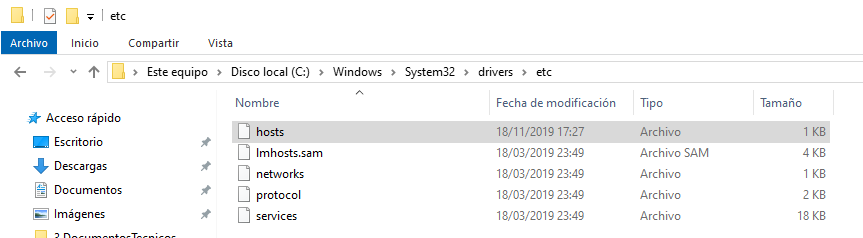 etc
Archivo Inicio Compartir Vista
Este equipo Disco local (C:) Windows System32 drivers etc
Nombre Fecha de modificación Tipo Tamaño
Acceso rápido
Escritorio
Descargas
Documentos
Imágenes
3 DocumentosTecnicos
hosts 18/11/2019 17:27 Archivo 1 KB
lmhosts.sam 18/03/2019 23:49 Archivo SAM 4 KB
networks 18/03/2019 23:49 Archivo 1 KB
protocol 18/03/2019 23:49 Archivo 2 KB
services 18/03/2019 23:49 Archivo 18 KB